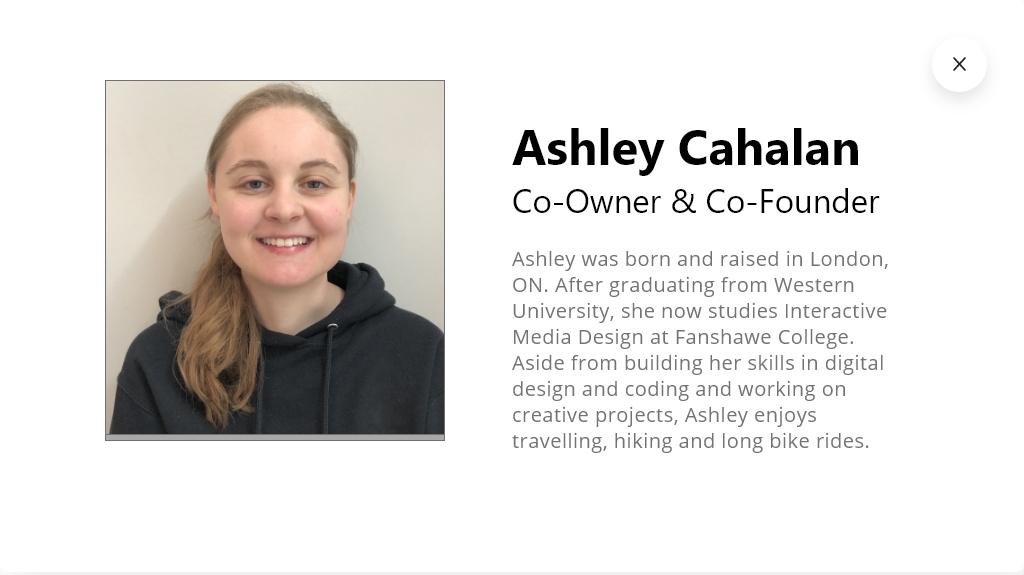 Ashley Cahalan
Co-Owner & Co-Founder
Ashley was born and raised in London,
ON. After graduating from Western
University, she now studies Interactive
Media Design at Fanshawe College.
Aside from building her skills in digital
design and coding and working on
creative projects, Ashley enjoys
travelling, hiking and long bike rides.